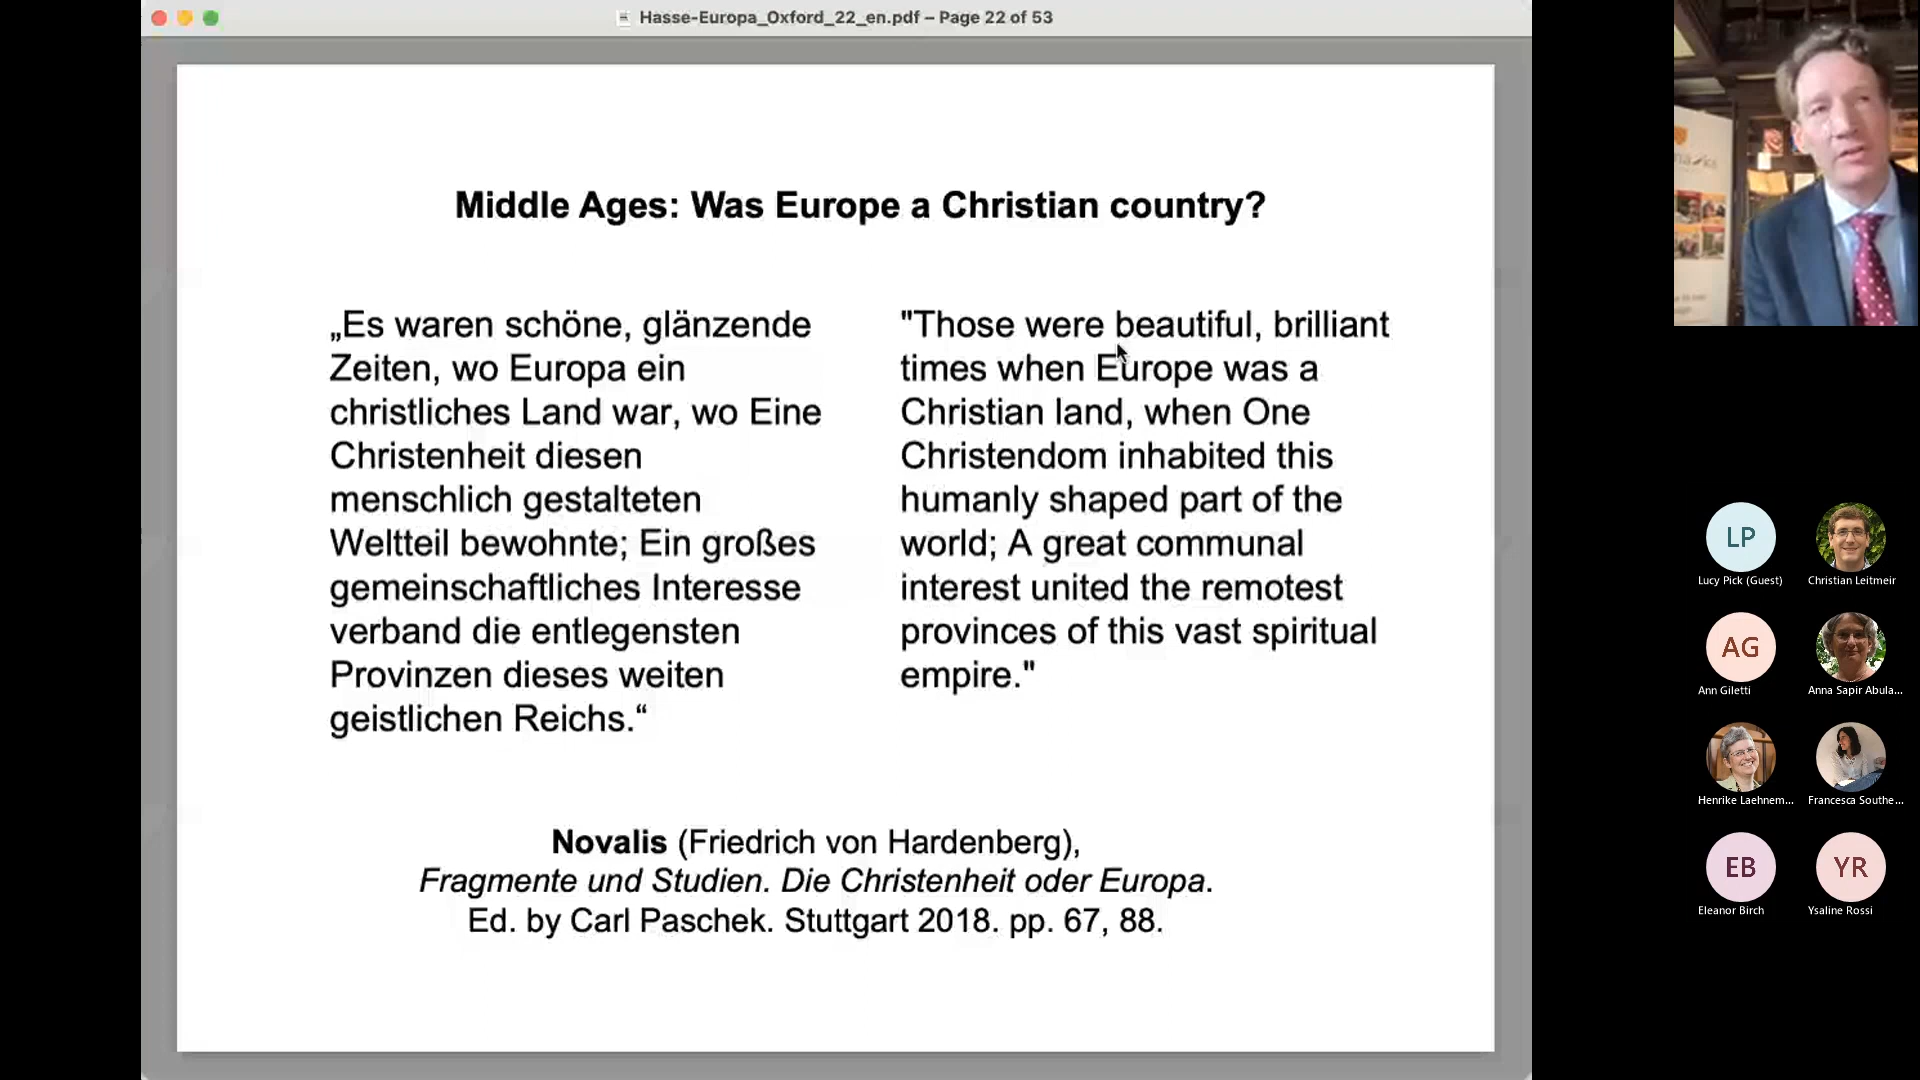 Hasse-Europa_Oxford_22_en.pdf – Page 22 of 53
Middle Ages: Was Europe a Christian country?
„Es waren schöne, glänzende
Zeiten, wo Europa ein
christliches Land war, wo Eine
Christenheit diesen
menschlich gestalteten
Weltteil bewohnte; Ein großes
gemeinschaftliches Interesse
verband die entlegensten
Provinzen dieses weiten
geistlichen Reichs.“
"Those were beautiful, brilliant
times when Europe was a
Christian land, when One
Christendom inhabited this
humanly shaped part of the
world; A great communal
interest united the remotest
provinces of this vast spiritual
empire."
Novalis (Friedrich von Hardenberg),
Fragmente und Studien. Die Christenheit oder Europa.
Ed. by Carl Paschek. Stuttgart 2018. pp. 67, 88.
LP
Lucy Pick (Guest)
Christian Leitmeir
AG
Ann Giletti
Anna Sapir Abula...
Henrike Laehnem...
Francesca Southe...
EB
Eleanor Birch
YR
Ysaline Rossi